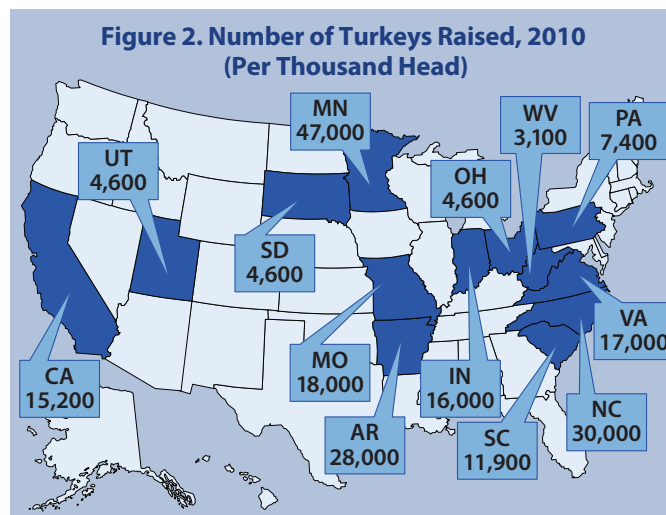 Figure 2. Number of Turkeys Raised, 2010
(Per Thousand Head)
MN
47,000
WV
3,100
PA
7,400
UT
4,600
OH
4,600
SD
4,600
VA
17,000
MO
18,000
IN
16,000
CA
15,200
NC
30,000
AR
28,000
SC
11,900